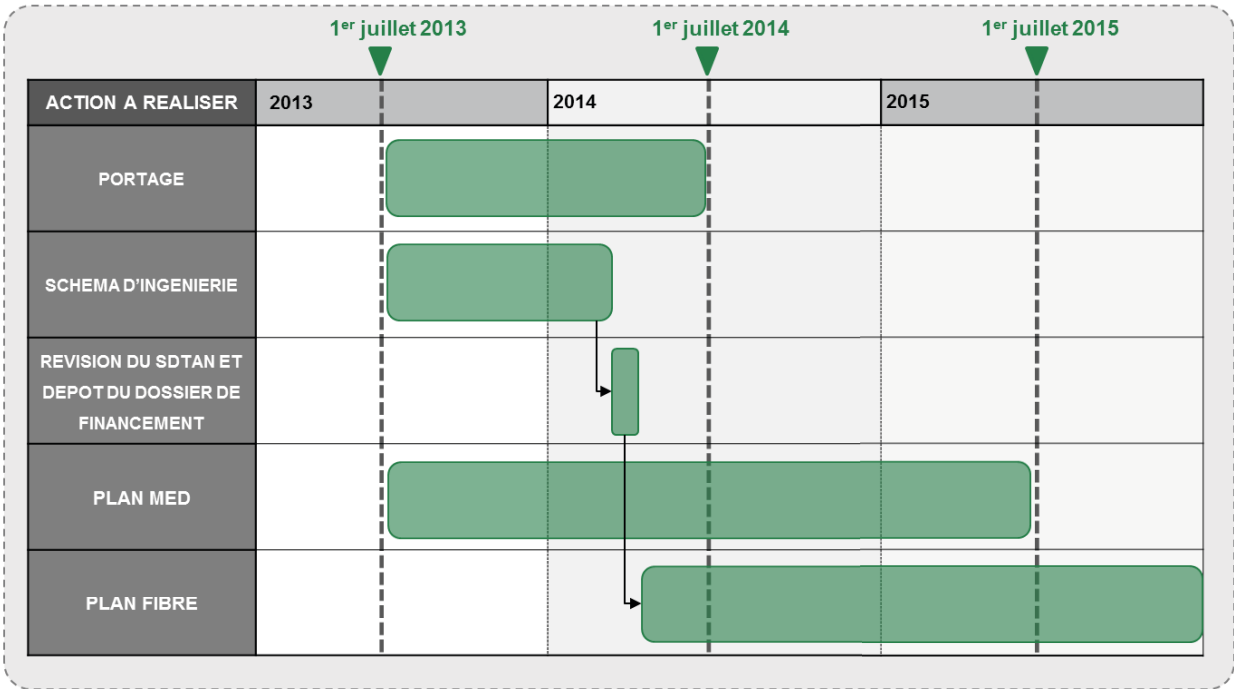 1er juillet 2013
1er juillet 2014
1er juillet 2015
ACTION A REALISER
2013
2014
2015
PORTAGE
SCHEMA D’INGENIERIE
REVISION DU SDTAN ET
DEPOT DU DOSSIER DE
FINANCEMENT
PLAN MED
PLAN FIBRE